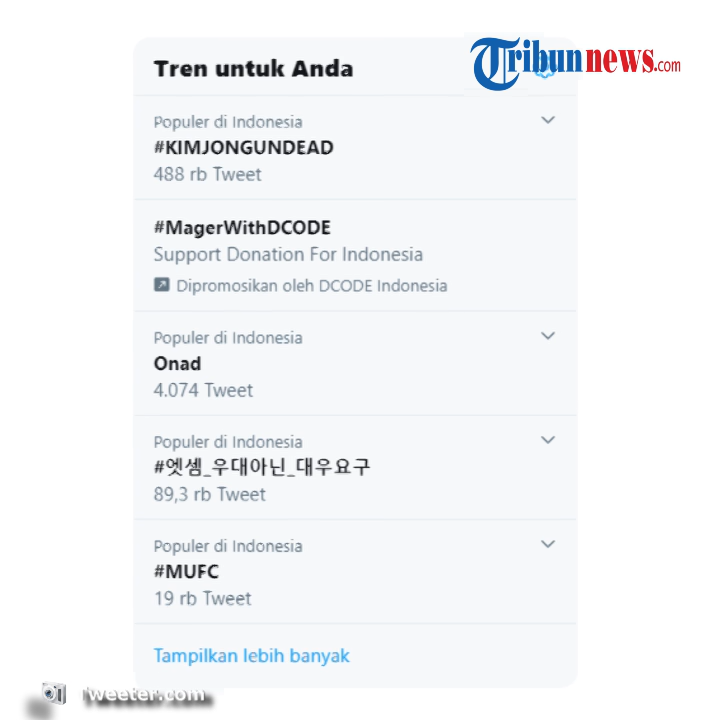 Tribunnews.com
Tren untuk Anda
Populer di Indonesia
#KIMJONGUNDEAD
488 rb Tweet
#MagerWithDCODE
Support Donation For Indonesia
Dipromosikan oleh DCODE Indonesia
Populer di Indonesia
Onad
4.074 Tweet
Populer di Indonesia
#엣셈_우대아닌_대우요구
89,3 rb Tweet
Populer di Indonesia
#MUFC
19 rb Tweet
Tampilkan lebih banyak
Tweeter.com